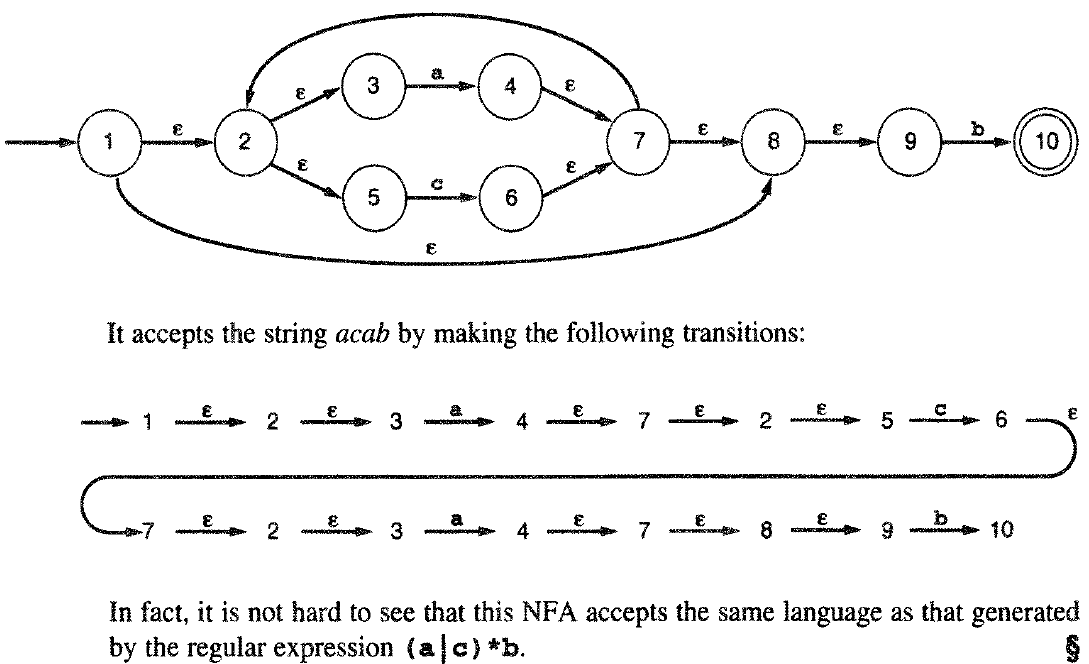 ε
3
a
4
ε
1
ε
2
7
ε
8
ε
9
b
10
ε
5
c
6
ε
ε
It accepts the string acab by making the following transitions:
1 ε 2 ε 3 a 4 ε 7 ε 2 ε 5 c 6 ε
7 ε 2 ε 3 a 4 ε 7 ε 8 ε 9 b 10
In fact, it is not hard to see that this NFA accepts the same language as that generated
by the regular expression (a|c)*b. §